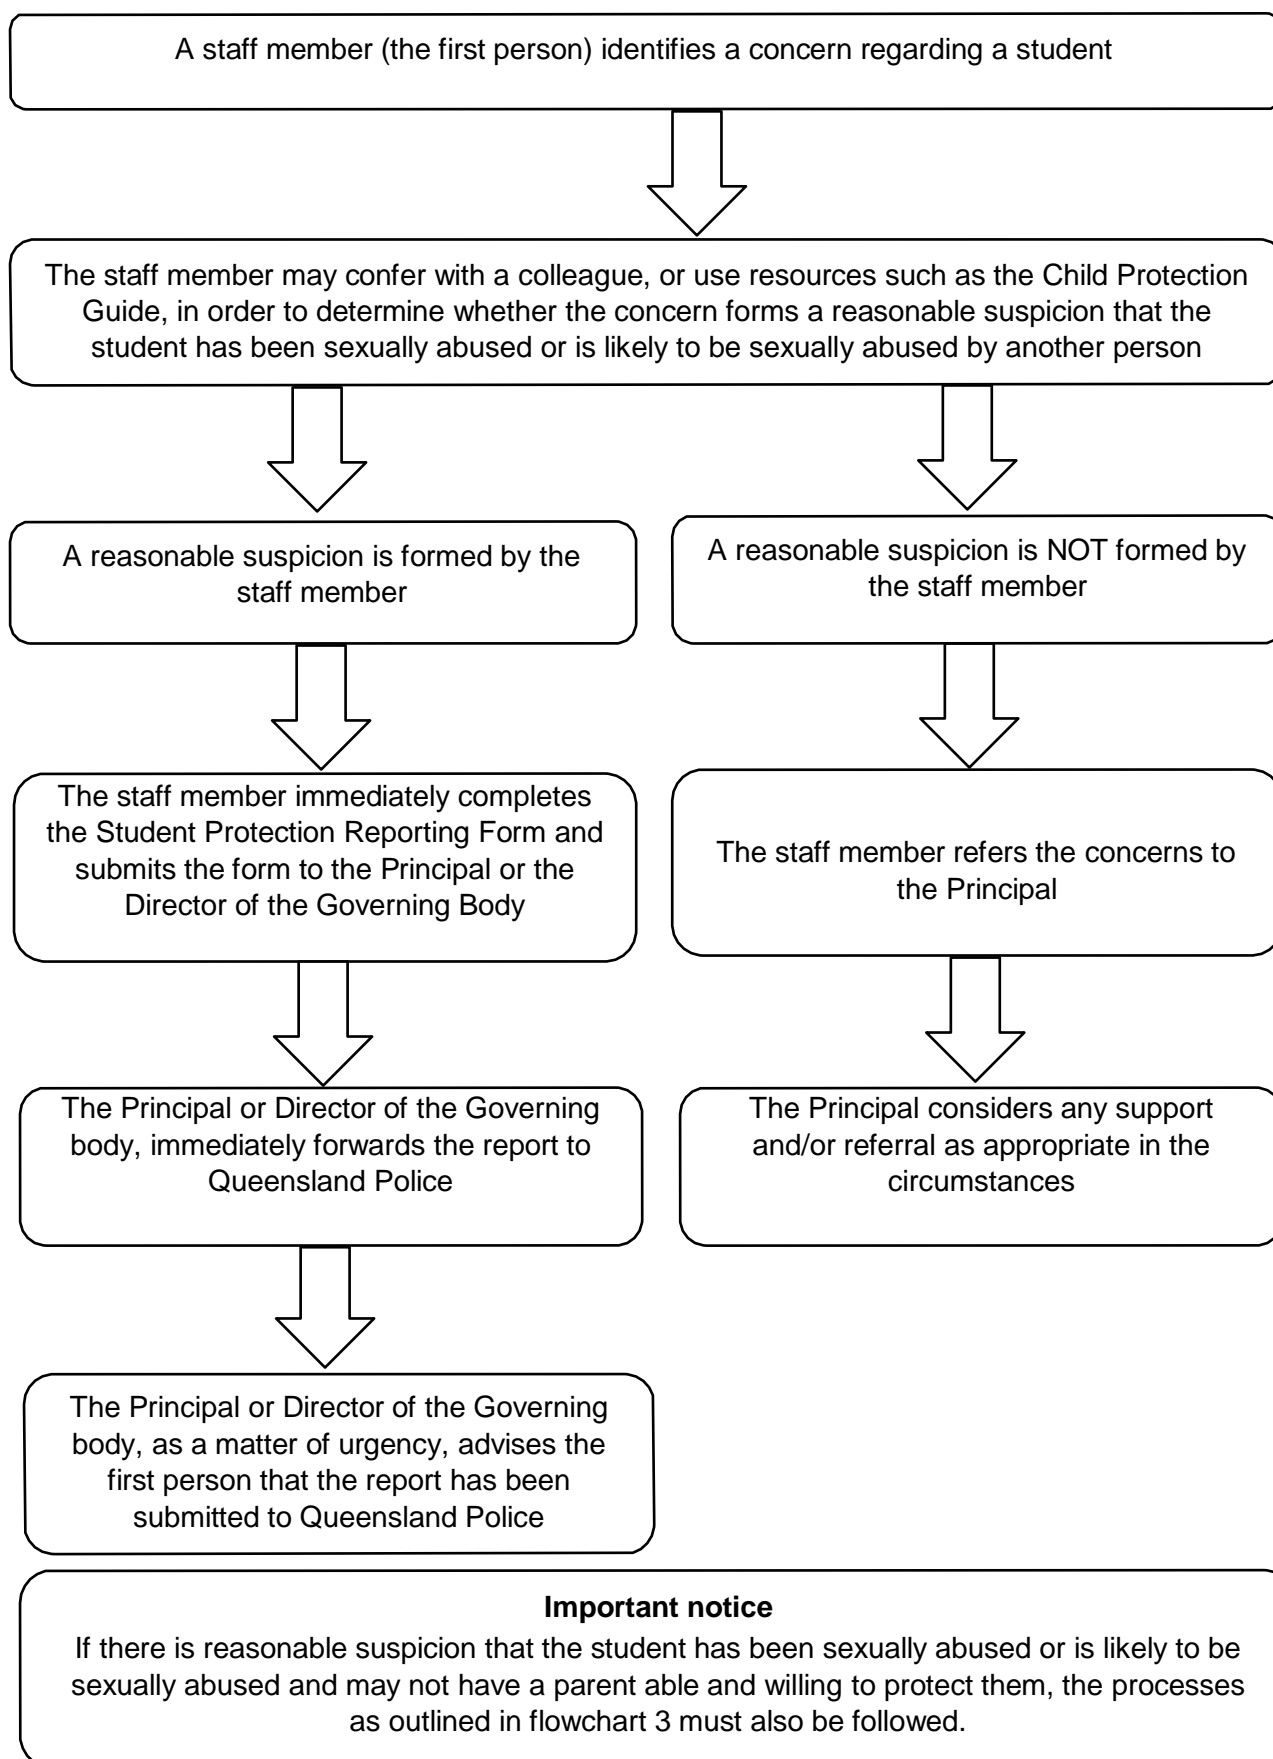 A staff member (the first person) identifies a concern regarding a student
The staff member may confer with a colleague, or use resources such as the Child Protection
Guide, in order to determine whether the concern forms a reasonable suspicion that the
student has been sexually abused or is likely to be sexually abused by another person
A reasonable suspicion is formed by the
staff member
The staff member immediately completes
the Student Protection Reporting Form and
submits the form to the Principal or the
Director of the Governing Body
The Principal or Director of the Governing
body, immediately forwards the report to
Queensland Police
The Principal or Director of the Governing
body, as a matter of urgency, advises the
first person that the report has been
submitted to Queensland Police
A reasonable suspicion is NOT formed by
the staff member
The staff member refers the concerns to
the Principal
The Principal considers any support
and/or referral as appropriate in the
circumstances
Important notice
If there is reasonable suspicion that the student has been sexually abused or is likely to be
sexually abused and may not have a parent able and willing to protect them, the processes
as outlined in flowchart 3 must also be followed.